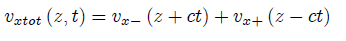 v_{xtot} (z, t) = v_{x−} (z + ct) + v_{x+} (z − ct)